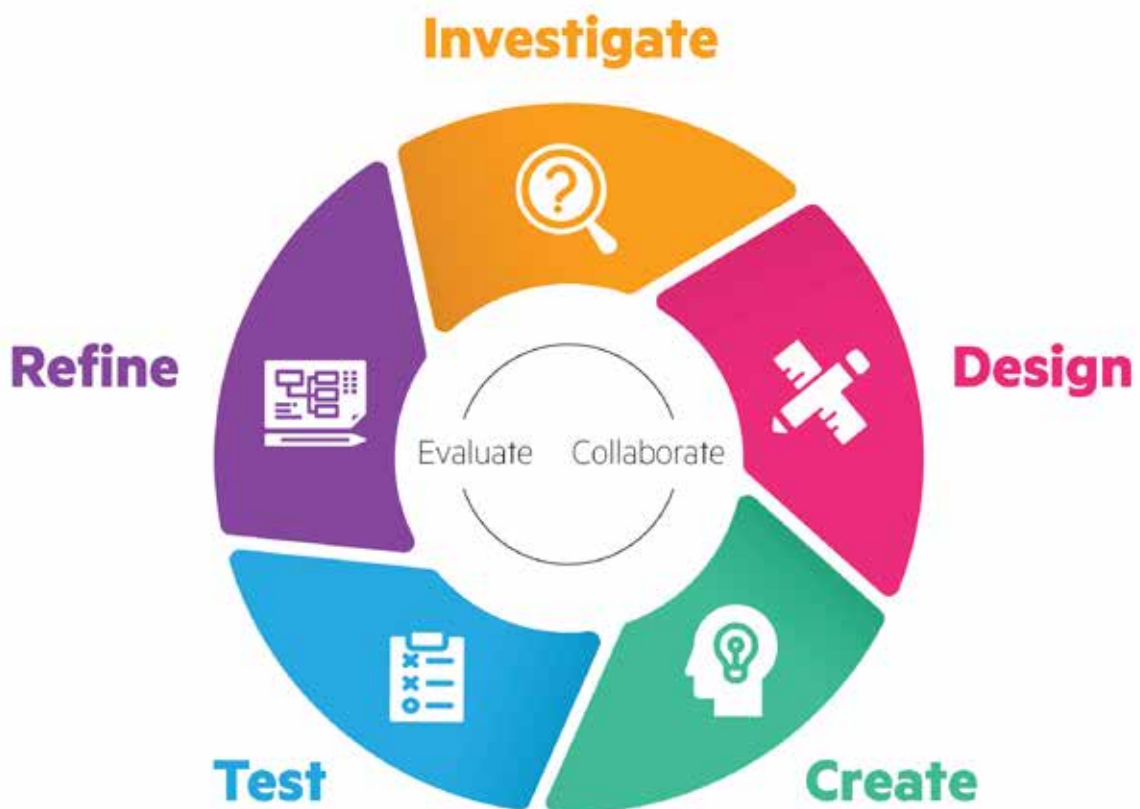 Investigate
Refine
Design
Evaluate Collaborate
Test
Create